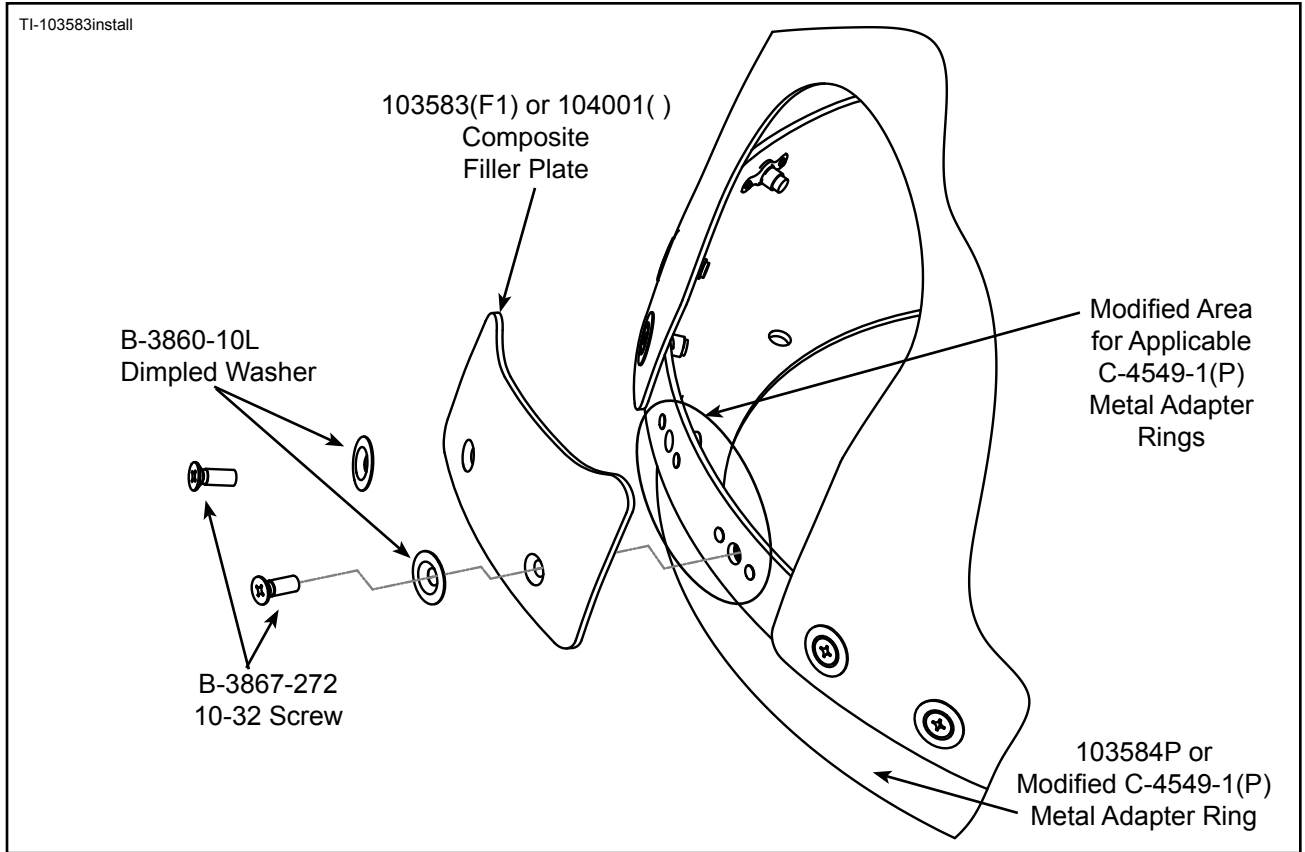 TI-103583install
103583(F1) or 104001( )
Composite
Filler Plate
B-3860-10L
Dimpled Washer
Modified Area
for Applicable
C-4549-1(P)
Metal Adapter
Rings
B-3867-272
10-32 Screw
103584P or
Modified C-4549-1(P)
Metal Adapter Ring